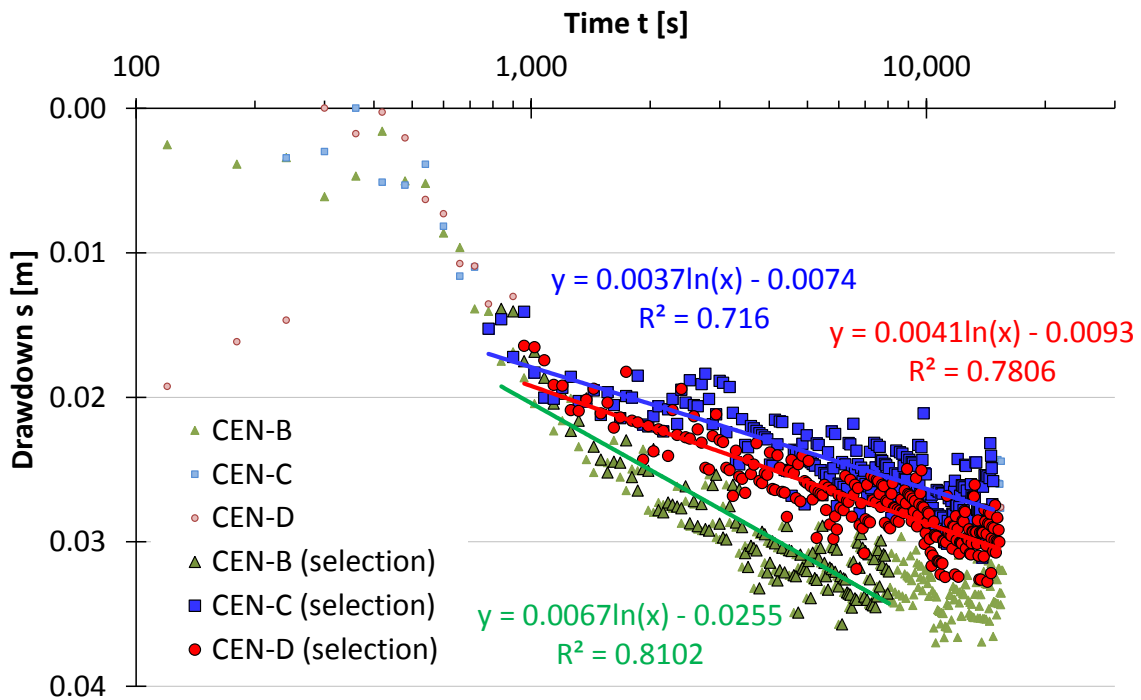 Time t [s]
100 1,000 10,000
0.00
0.01
0.02
0.03
0.04
Drawdown s [m]
y = 0.0037ln(x) - 0.0074
R² = 0.716
y = 0.0041ln(x) - 0.0093
R² = 0.7806
CEN-B
CEN-C
CEN-D
CEN-B (selection)
CEN-C (selection)
CEN-D (selection)
y = 0.0067ln(x) - 0.0255
R² = 0.8102